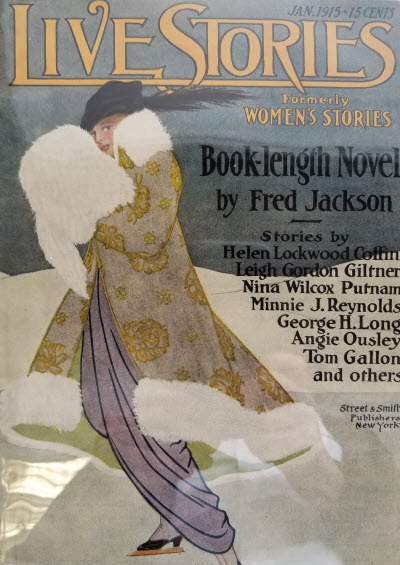 JAN. 1915 • 15 CENTS
LIVE STORIES
Formerly
WOMEN'S STORIES
Book-length Novel
by Fred Jackson
Stories by
Helen Lockwood Coffin
Leigh Gordon Giltner
Nina Wilcox Putnam
Minnie J. Reynolds
George H. Long
Angie Ousley
Tom Gallon
and others
Street & Smith
Publishers
New York